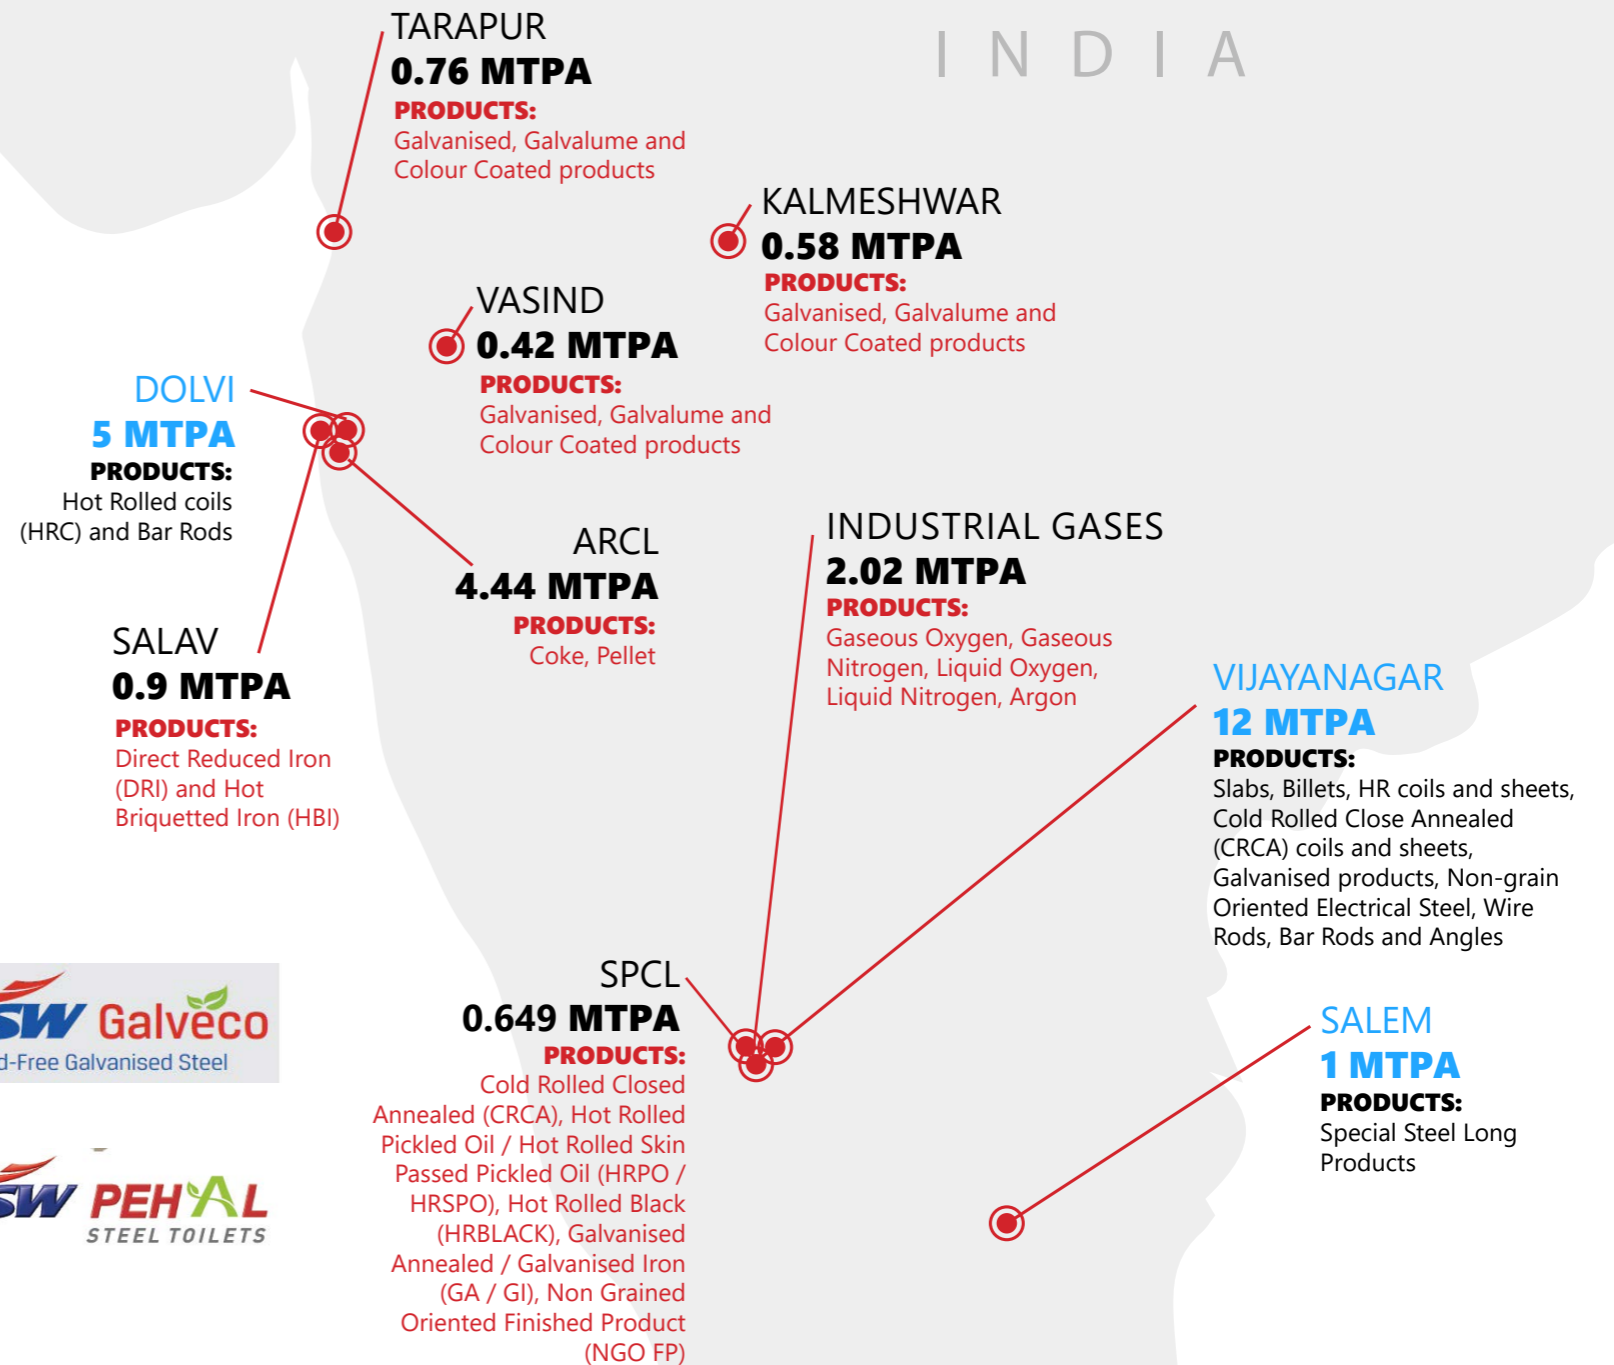 INDIA
TARAPUR
0.76 MTPA
PRODUCTS:
Galvanised, Galvalume and
Colour Coated products
KALMESHWAR
0.58 MTPA
PRODUCTS:
Galvanised, Galvalume and
Colour Coated products
VASIND
0.42 MTPA
PRODUCTS:
Galvanised, Galvalume and
Colour Coated products
DOLVI
5 MTPA
PRODUCTS:
Hot Rolled coils
(HRC) and Bar Rods
ARCL
4.44 MTPA
PRODUCTS:
Coke, Pellet
INDUSTRIAL GASES
2.02 MTPA
PRODUCTS:
Gaseous Oxygen, Gaseous
Nitrogen, Liquid Oxygen,
Liquid Nitrogen, Argon
SALAV
0.9 MTPA
PRODUCTS:
Direct Reduced Iron
(DRI) and Hot
Briquetted Iron (HBI)
VIJAYANAGAR
12 MTPA
PRODUCTS:
Slabs, Billets, HR coils and sheets,
Cold Rolled Close Annealed
(CRCA) coils and sheets,
Galvanised products, Non-grain
Oriented Electrical Steel, Wire
Rods, Bar Rods and Angles
SPCL
0.649 MTPA
PRODUCTS:
Cold Rolled Closed
Annealed (CRCA), Hot Rolled
Pickled Oil / Hot Rolled Skin
Passed Pickled Oil (HRPO /
HRSPO), Hot Rolled Black
(HRBLACK), Galvanised
Annealed / Galvanised Iron
(GA / GI), Non Grained
Oriented Finished Product
(NGO FP)
SALEM
1 MTPA
PRODUCTS:
Special Steel Long
Products
SW Galveco
d-Free Galvanised Steel
SW PEHAL
STEEL TOILETS